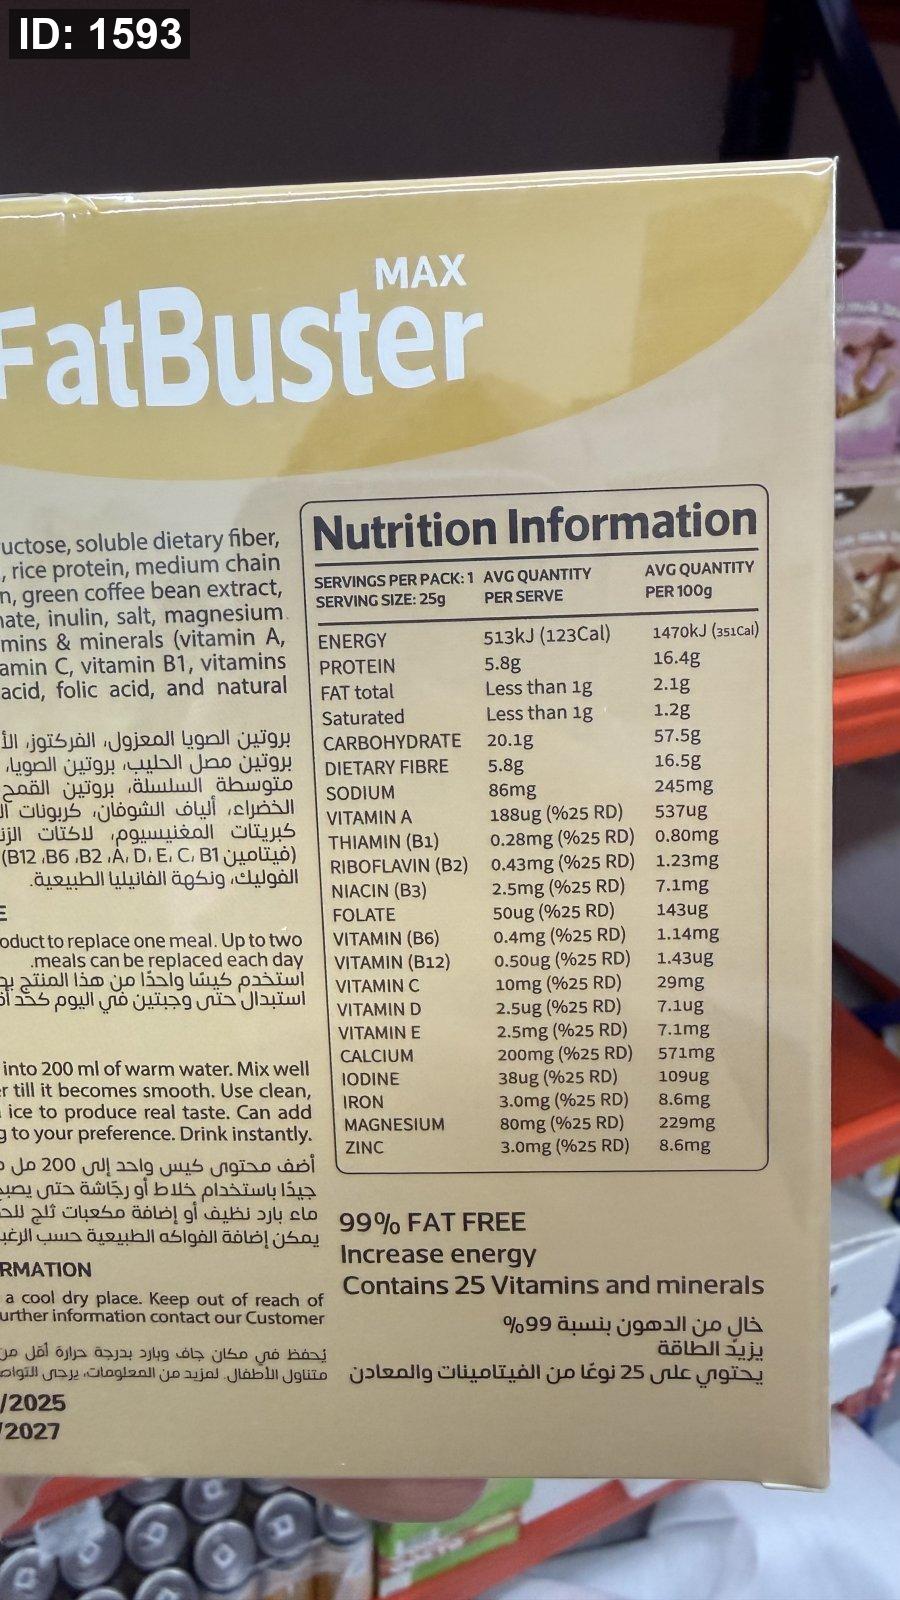 ID: 1593
MAX
FatBuster
fructose, soluble dietary fiber,
, rice protein, medium chain
green coffee bean extract,
inulin, salt, magnesium
& minerals (vitamin A,
vitamin C, vitamin B1, vitamins
acid, folic acid, and natural
بروتين الصويا المعزول، الفركتوز،
بروتين مصل الحليب، بروتين الصويا،
متوسطة السلسلة، بروتين القمح
الخضراء، ألياف الشوفان، كربونات
كبريتات المغنيسيوم، لاكتات
(فيتامين A، D، E، C، B1، B2، B6، B12)
الفوليك، ونكهة الفانيليا الطبيعية.
to replace one meal. Up to two
meals can be replaced each day.
استخدم كيسًا واحدًا من هذا المنتج
استبدال حتى وجبتين في اليوم كحد
into 200 ml of warm water. Mix well
till it becomes smooth. Use clean,
ice to produce real taste. Can add
to your preference. Drink instantly.
أضف محتوى كيس واحد إلى 200 مل
جيدًا باستخدام خلاط أو رجّاشة حتى
ماء بارد نظيف أو إضافة مكعبات ثلج
يمكن إضافة الفواكه الطبيعية حسب
RMATION
a cool dry place. Keep out of reach of
further information contact our Customer
يُحفظ في مكان جاف وبارد بدرجة حرارة أقل من
متناول الأطفال. لمزيد من المعلومات، يرجى
/2025
/2027
Nutrition Information
SERVINGS PER PACK: 1 AVG QUANTITY AVG QUANTITY
SERVING SIZE: 25g PER SERVE PER 100g
ENERGY 513kJ (123Cal) 1470kJ (351Cal)
PROTEIN 5.8g 16.4g
FAT total Less than 1g 2.1g
Saturated Less than 1g 1.2g
CARBOHYDRATE 20.1g 57.5g
DIETARY FIBRE 5.8g 16.5g
SODIUM 86mg 245mg
VITAMIN A 188ug (%25 RD) 537ug
THIAMIN (B1) 0.28mg (%25 RD) 0.80mg
RIBOFLAVIN (B2) 0.43mg (%25 RD) 1.23mg
NIACIN (B3) 2.5mg (%25 RD) 7.1mg
FOLATE 50ug (%25 RD) 143ug
VITAMIN (B6) 0.4mg (%25 RD) 1.14mg
VITAMIN (B12) 0.50ug (%25 RD) 1.43ug
VITAMIN C 10mg (%25 RD) 29mg
VITAMIN D 2.5ug (%25 RD) 7.1ug
VITAMIN E 2.5mg (%25 RD) 7.1mg
CALCIUM 200mg (%25 RD) 571mg
IODINE 38ug (%25 RD) 109ug
IRON 3.0mg (%25 RD) 8.6mg
MAGNESIUM 80mg (%25 RD) 229mg
ZINC 3.0mg (%25 RD) 8.6mg
99% FAT FREE
Increase energy
Contains 25 Vitamins and minerals
خالٍ من الدهون بنسبة 99%
يزيد الطاقة
يحتوي على 25 نوعًا من الفيتامينات والمعادن